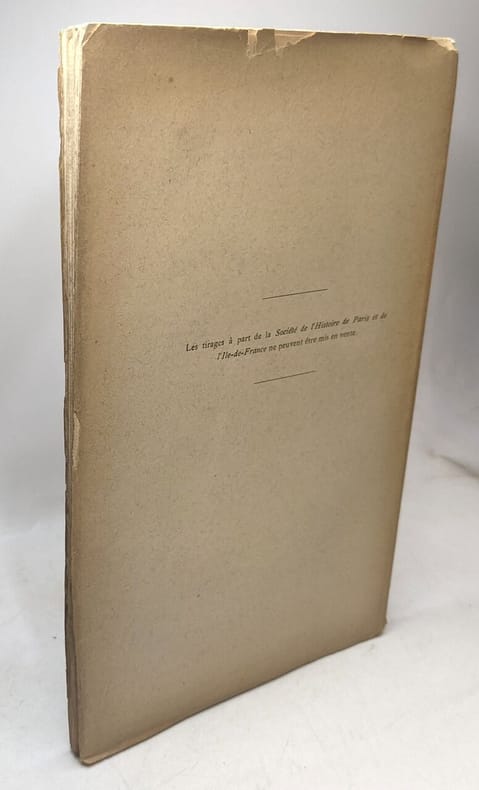 Les tirages à part de la Société de l'Histoire de Paris et de
l'Ile-de-France ne peuvent être mis en vente.